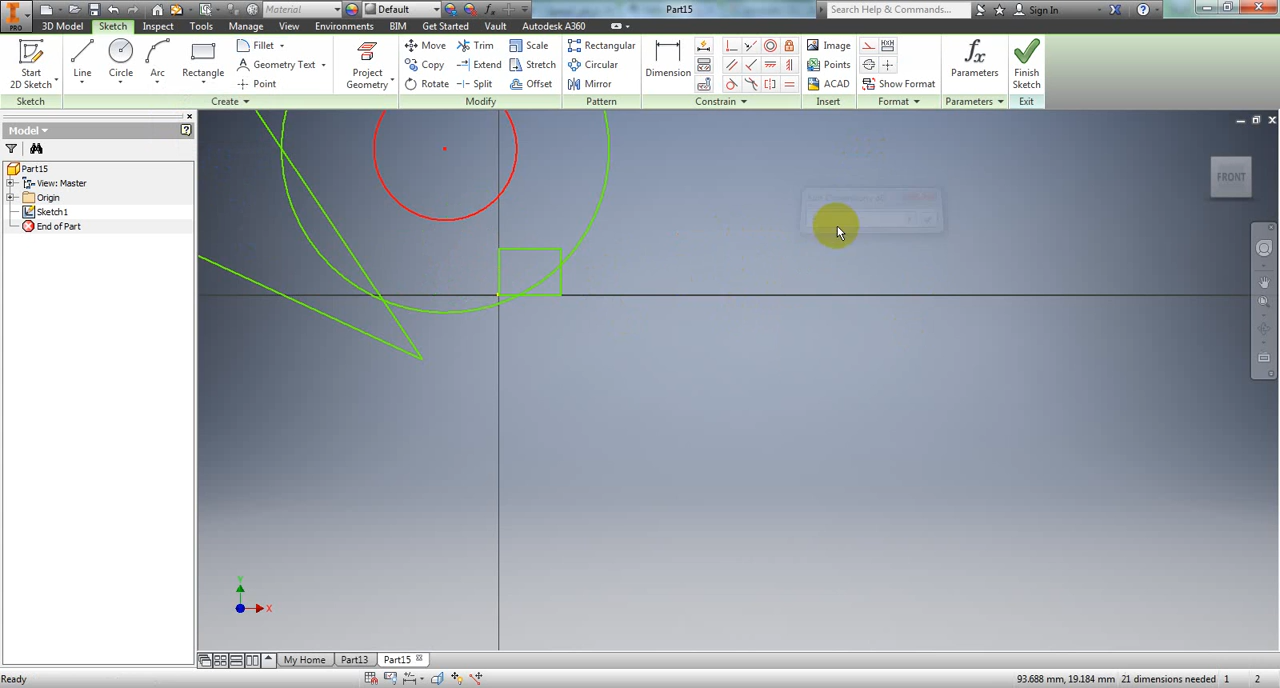 Material
Default
Part15
Search Help & Commands...
Sign In
PRO
3D Model
Sketch
Inspect
Tools
Manage
View
Environments
BIM
Get Started
Vault
Autodesk A360
Start
2D Sketch
Line
Circle
Arc
Rectangle
Fillet
Geometry Text
Point
Project
Geometry
Move
Copy
Rotate
Trim
Extend
Split
Scale
Stretch
Offset
Rectangular
Circular
Mirror
Dimension
Image
Points
ACAD
Show Format
fx
Parameters
Finish
Sketch
Sketch
Create
Modify
Pattern
Constrain
Insert
Format
Parameters
Exit
Model
Part15
View: Master
Origin
Sketch1
End of Part
FRONT
Y
X
My Home
Part13
Part15
Ready
93.688 mm, 19.184 mm
21 dimensions needed
1
2